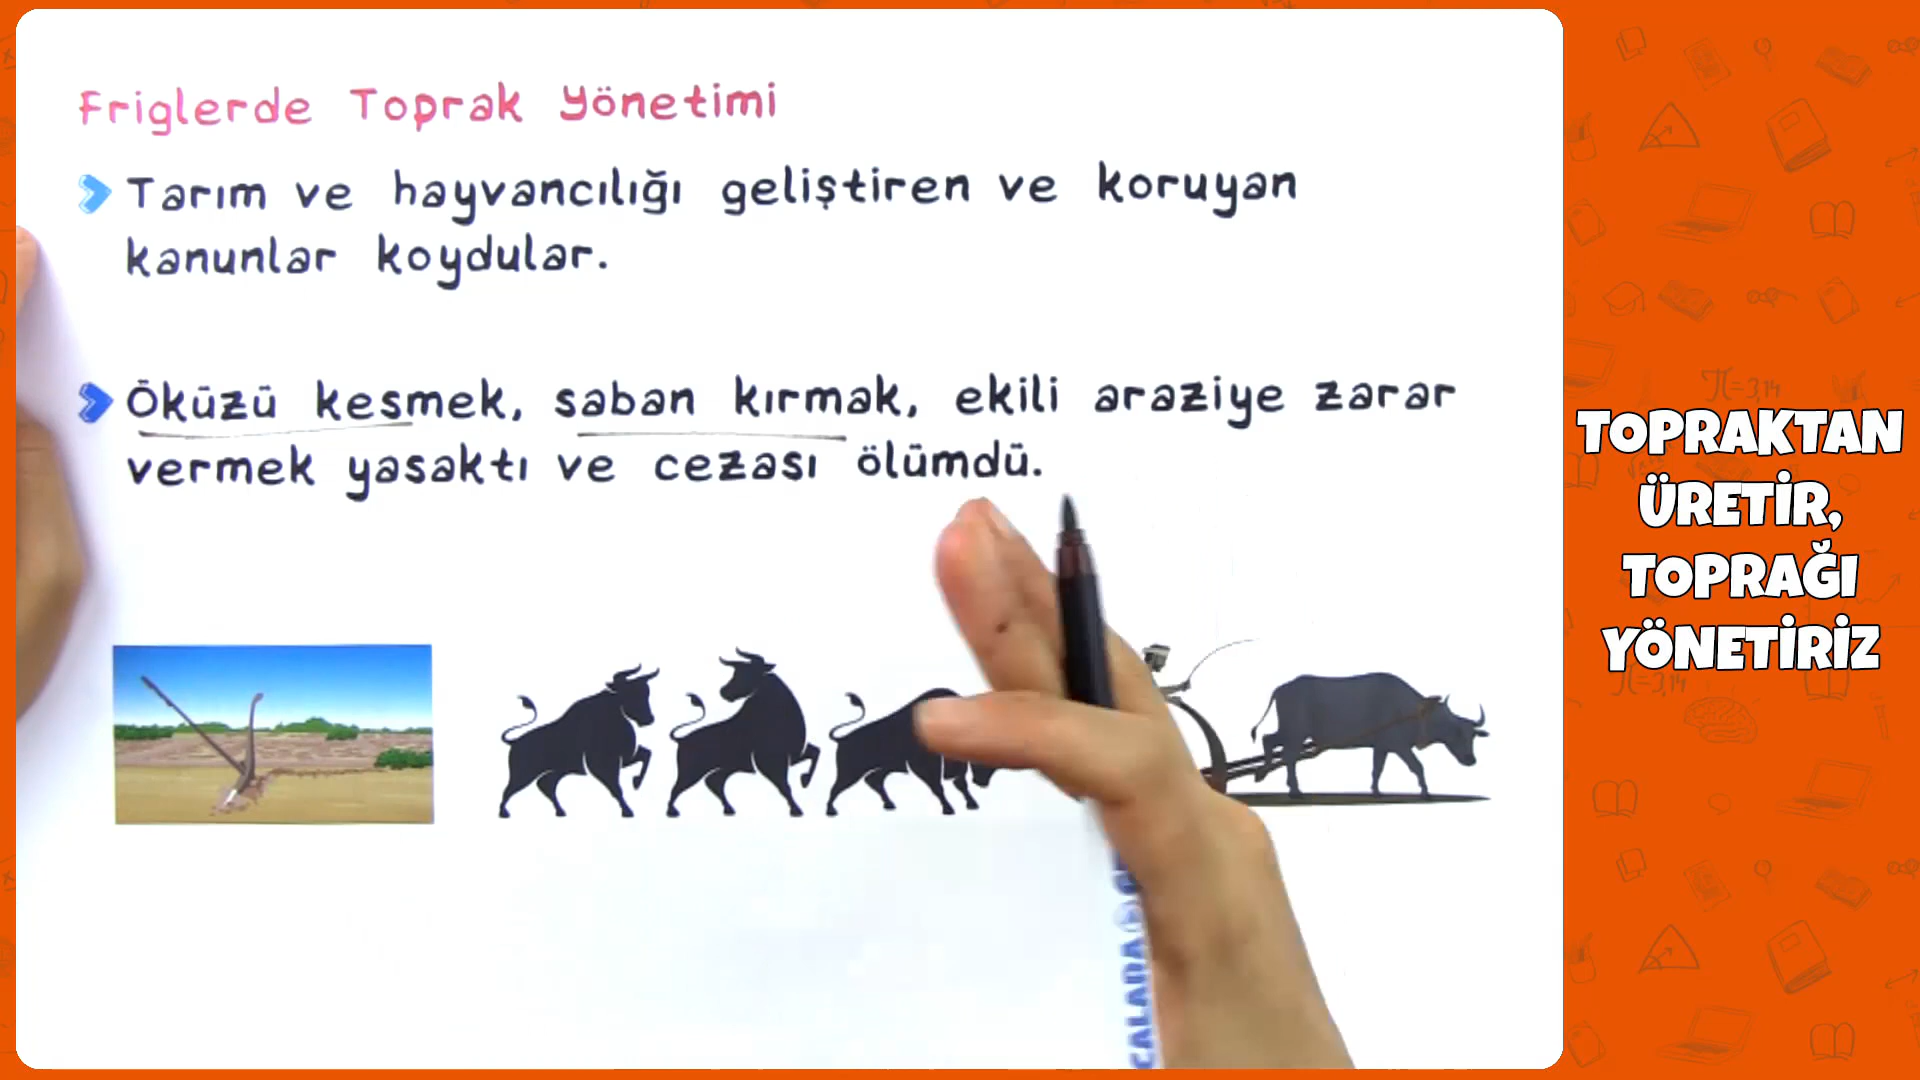 Friglerde Toprak Yönetimi
Tarım ve hayvancılığı geliştiren ve koruyan
kanunlar koydular.
Öküzü kesmek, saban kırmak, ekili araziye zarar
vermek yasaktı ve cezası ölümdü.
TOPRAKTAN
ÜRETİR,
TOPRAĞI
YÖNETİRİZ